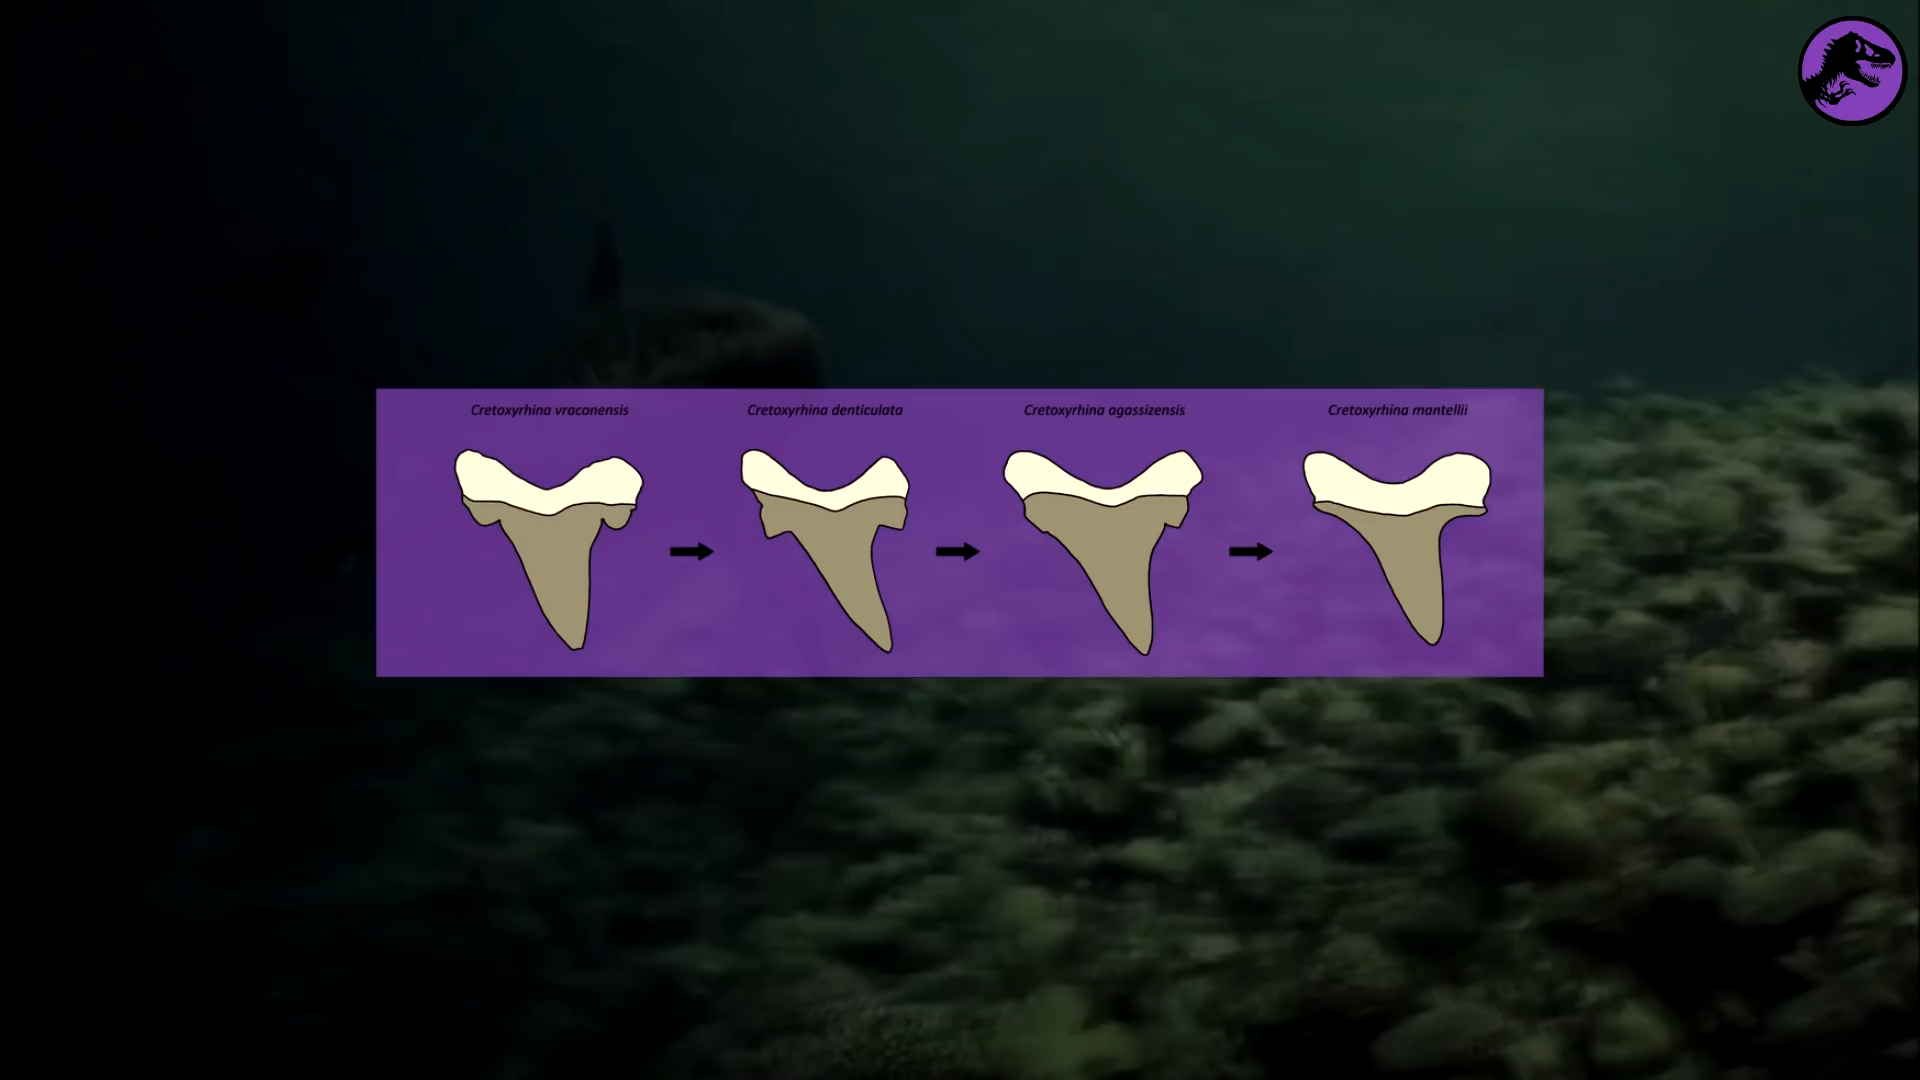 Cretoxyrhina vraconensis
Cretoxyrhina denticulata
Cretoxyrhina agassizensis
Cretoxyrhina mantellii